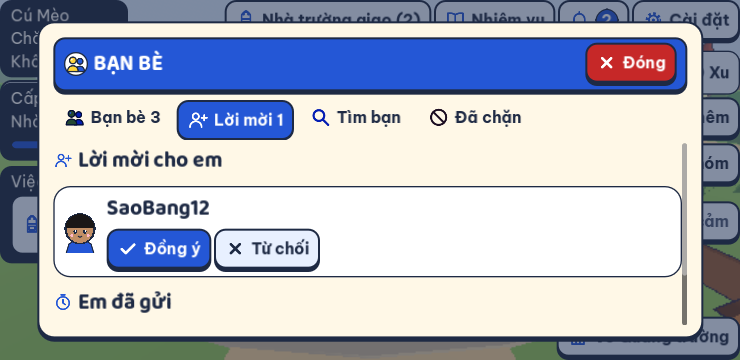 Cú Mèo
Nhà trường giao (2)
Nhiệm vụ
2
Cài đặt
BẠN BÈ
Đóng
Xu
Bạn bè 3
Lời mời 1
Tìm bạn
Đã chặn
Lời mời cho em
SaoBang12
Đồng ý
Từ chối
Em đã gửi